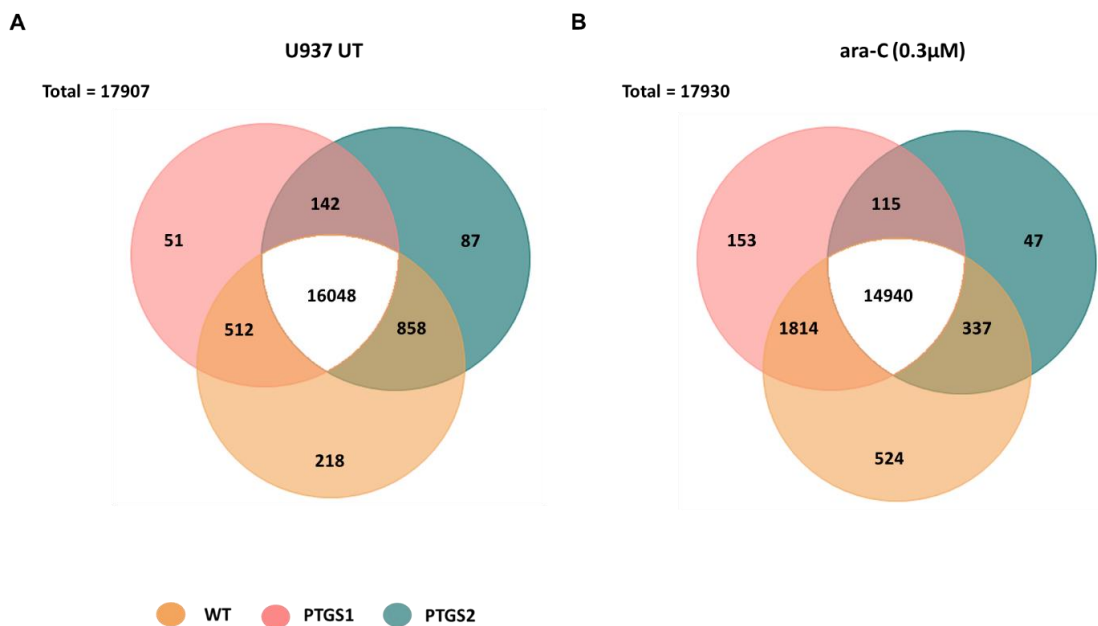 A
U937 UT
Total = 17907
142
51
87
16048
512
858
218
B
ara-C (0.3µM)
Total = 17930
115
153
47
14940
1814
337
524
WT PTGS1 PTGS2